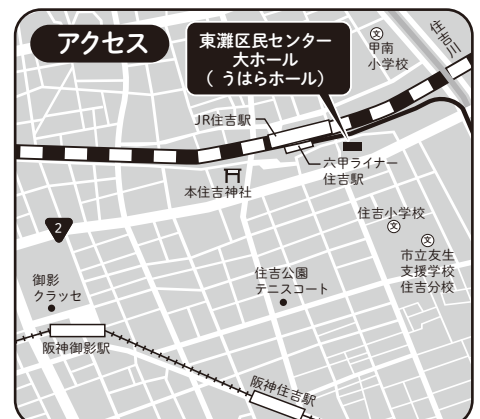 アクセス
東灘区民センター
大ホール
( うはらホール)
甲南
小学校
住吉川
JR住吉駅
六甲ライナー
住吉駅
本住吉神社
2
住吉小学校
市立友生
支援学校
住吉分校
御影
クラッセ
住吉公園
テニスコート
阪神御影駅
阪神住吉駅
文
文
文